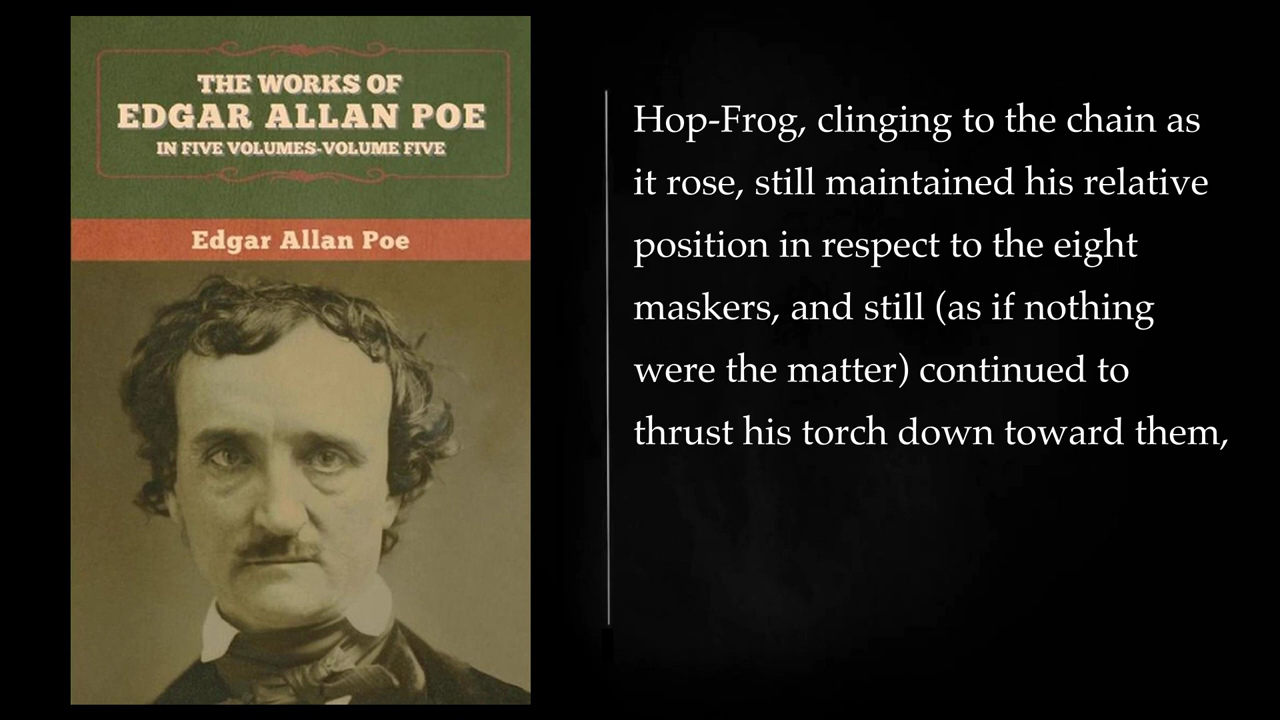 THE WORKS OF
EDGAR ALLAN POE
IN FIVE VOLUMES-VOLUME FIVE
Edgar Allan Poe
Hop-Frog, clinging to the chain as
it rose, still maintained his relative
position in respect to the eight
maskers, and still (as if nothing
were the matter) continued to
thrust his torch down toward them,